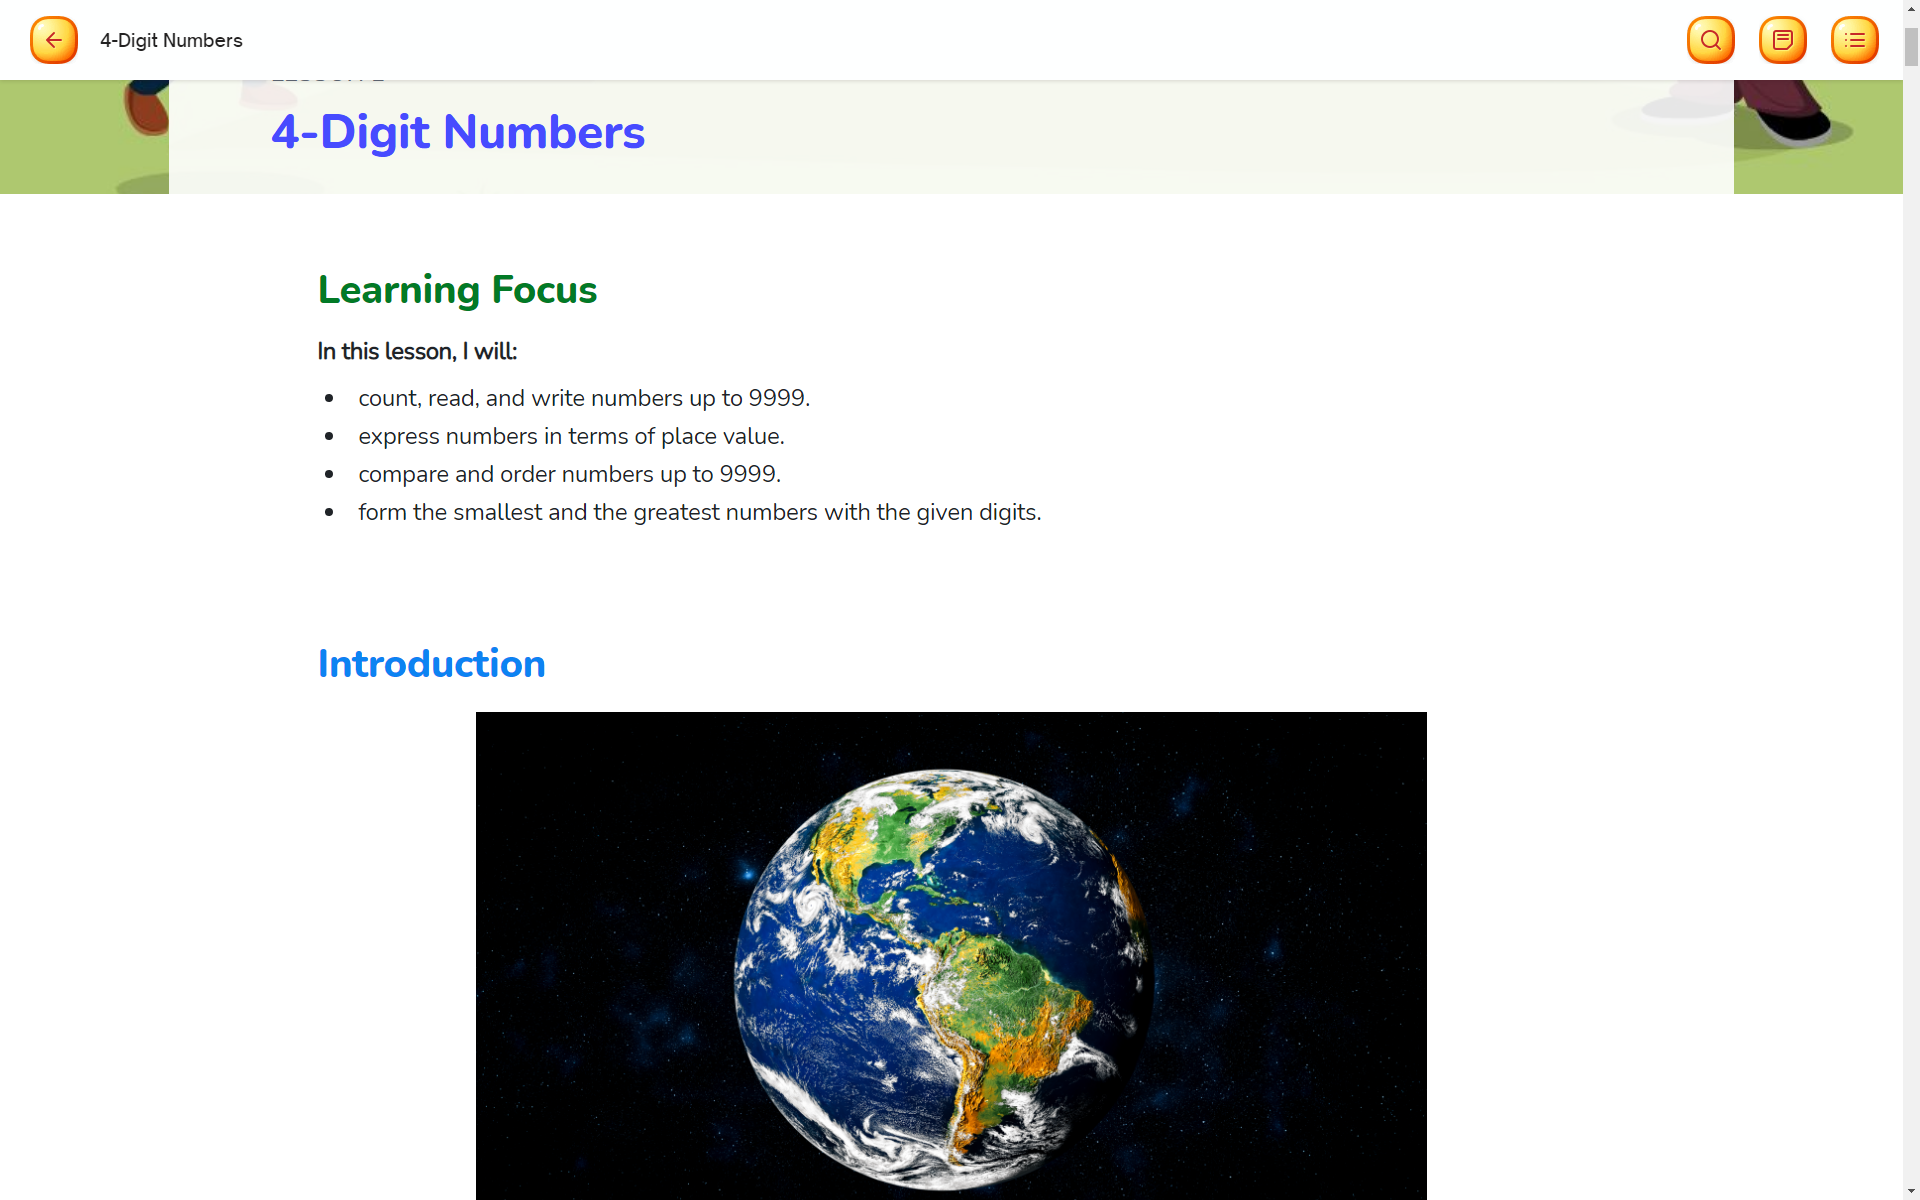 4-Digit Numbers
4-Digit Numbers
Learning Focus
In this lesson, I will:
• count, read, and write numbers up to 9999.
• express numbers in terms of place value.
• compare and order numbers up to 9999.
• form the smallest and the greatest numbers with the given digits.
Introduction